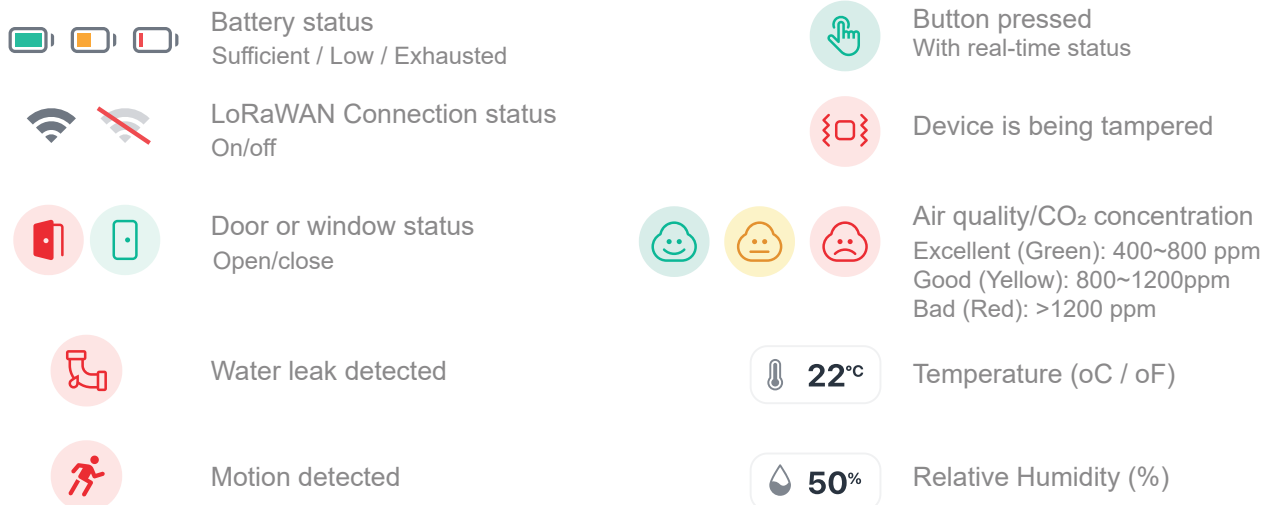 Battery status
Sufficient / Low / Exhausted
LoRaWAN Connection status
On/off
Door or window status
Open/close
Water leak detected
Motion detected
Button pressed
With real-time status
Device is being tampered
Air quality/CO₂ concentration
Excellent (Green): 400~800 ppm
Good (Yellow): 800~1200ppm
Bad (Red): >1200 ppm
22°C
Temperature (oC / oF)
50%
Relative Humidity (%)